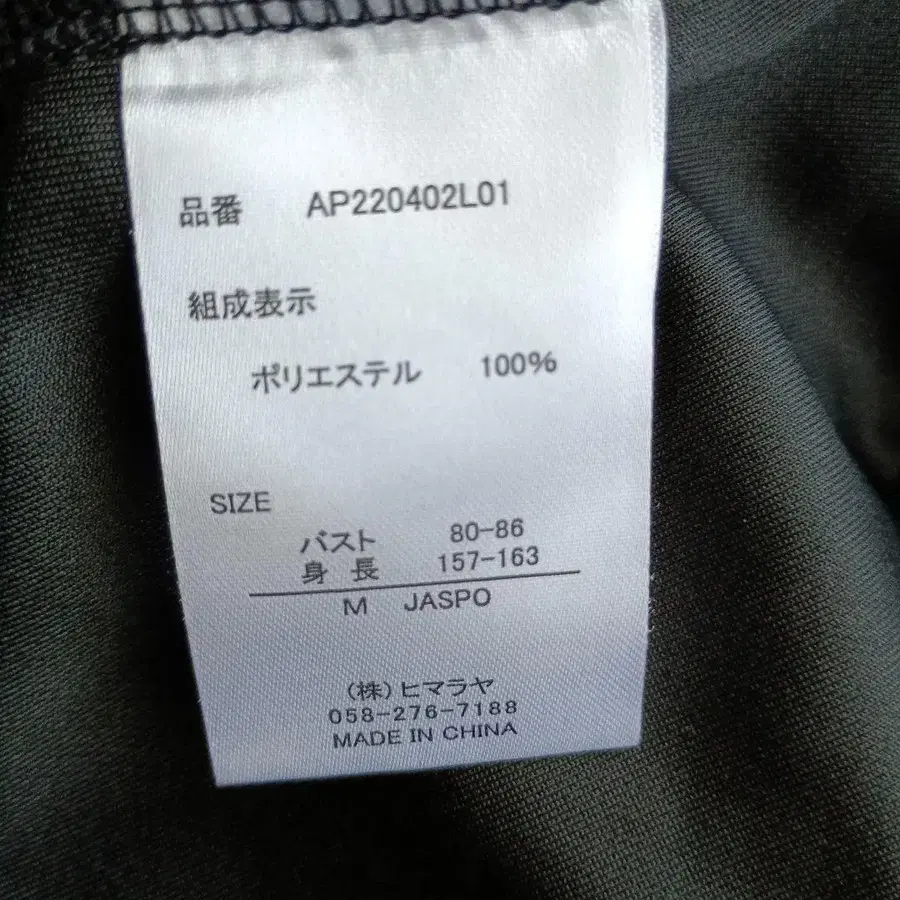 品番 AP220402L01
組成表示
ポリエステル 100%
SIZE
バスト 80-86
身 長 157-163
M JASPO
(株)ヒマラヤ
058-276-7188
MADE IN CHINA